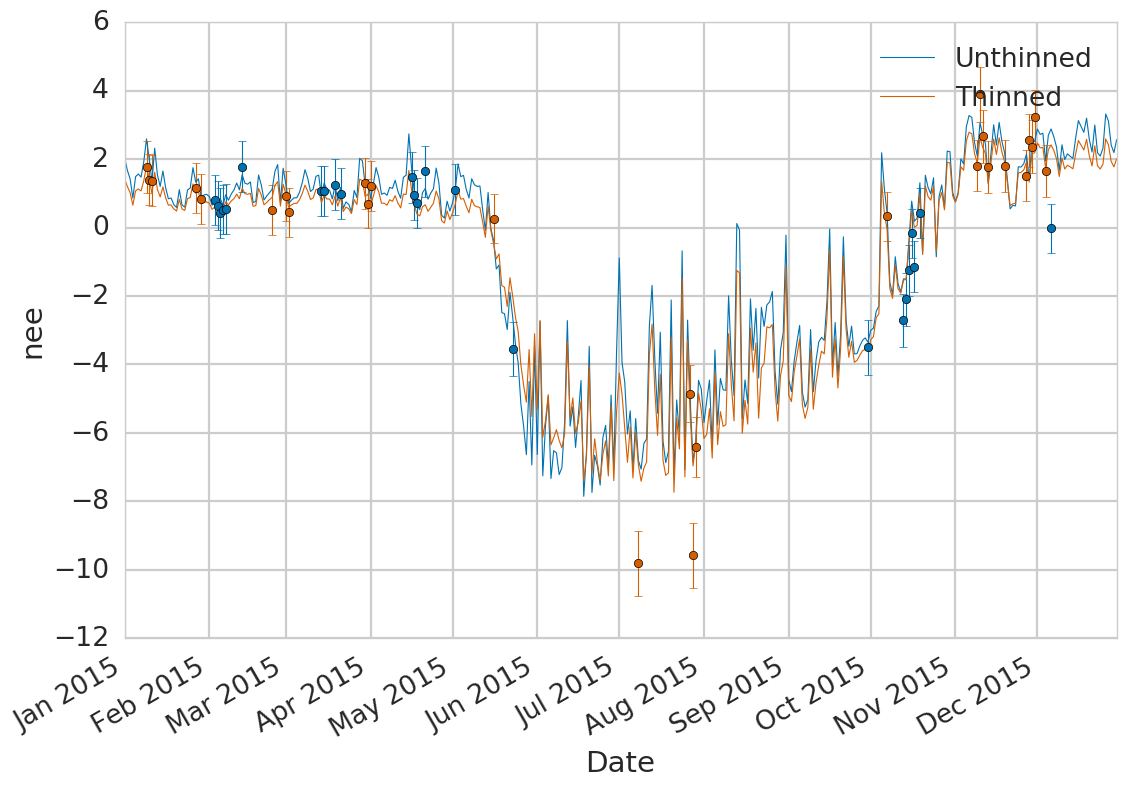 6
4
2
0
−2
−4
−6
−8
−10
−12
nee
Unthinned
Thinned
Jan 2015
Feb 2015
Mar 2015
Apr 2015
May 2015
Jun 2015
Jul 2015
Aug 2015
Sep 2015
Oct 2015
Nov 2015
Dec 2015
Date